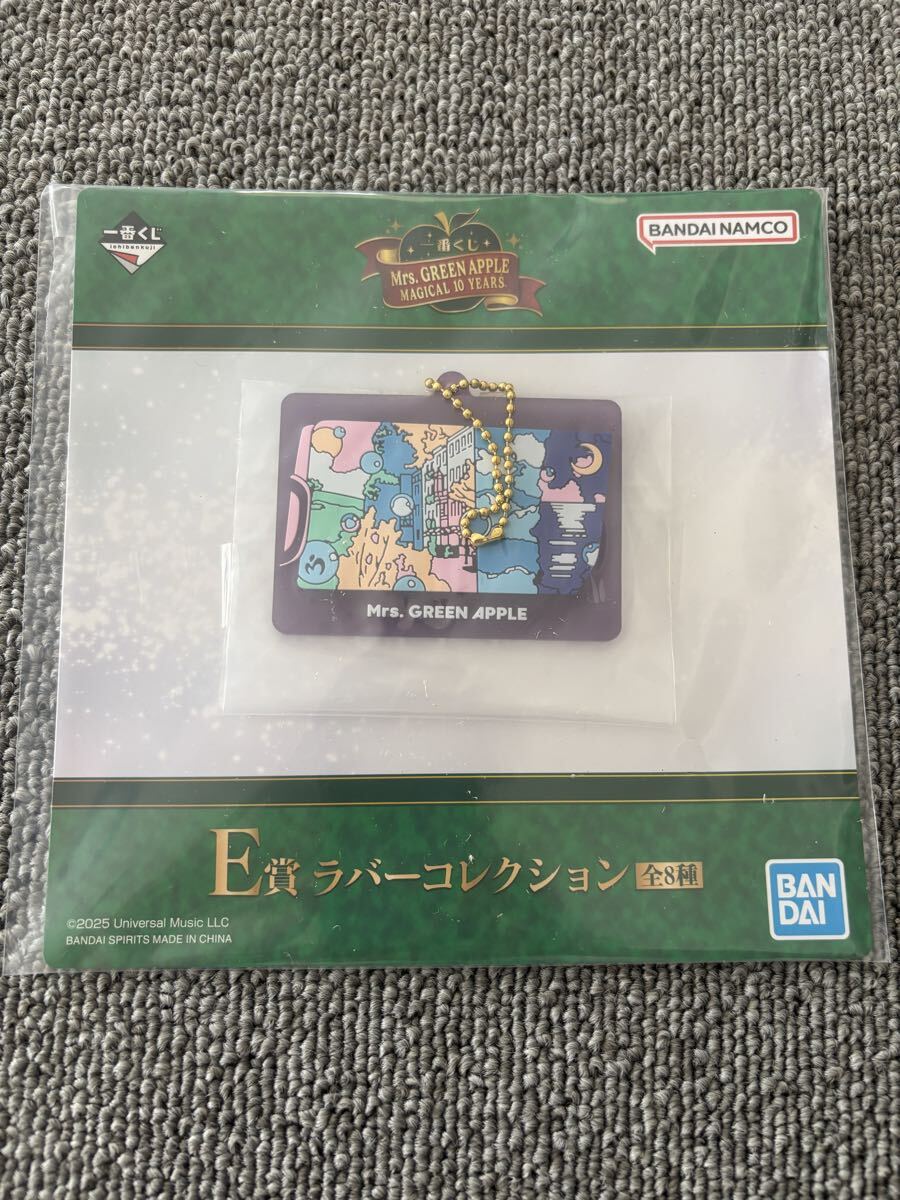 一番くじ
ichibankuji
一番くじ
Mrs. GREEN APPLE
MAGICAL 10 YEARS
BANDAI NAMCO
Mrs. GREEN APPLE
E賞 ラバーコレクション 全8種
©2025 Universal Music LLC
BANDAI SPIRITS MADE IN CHINA
BAN
DAI